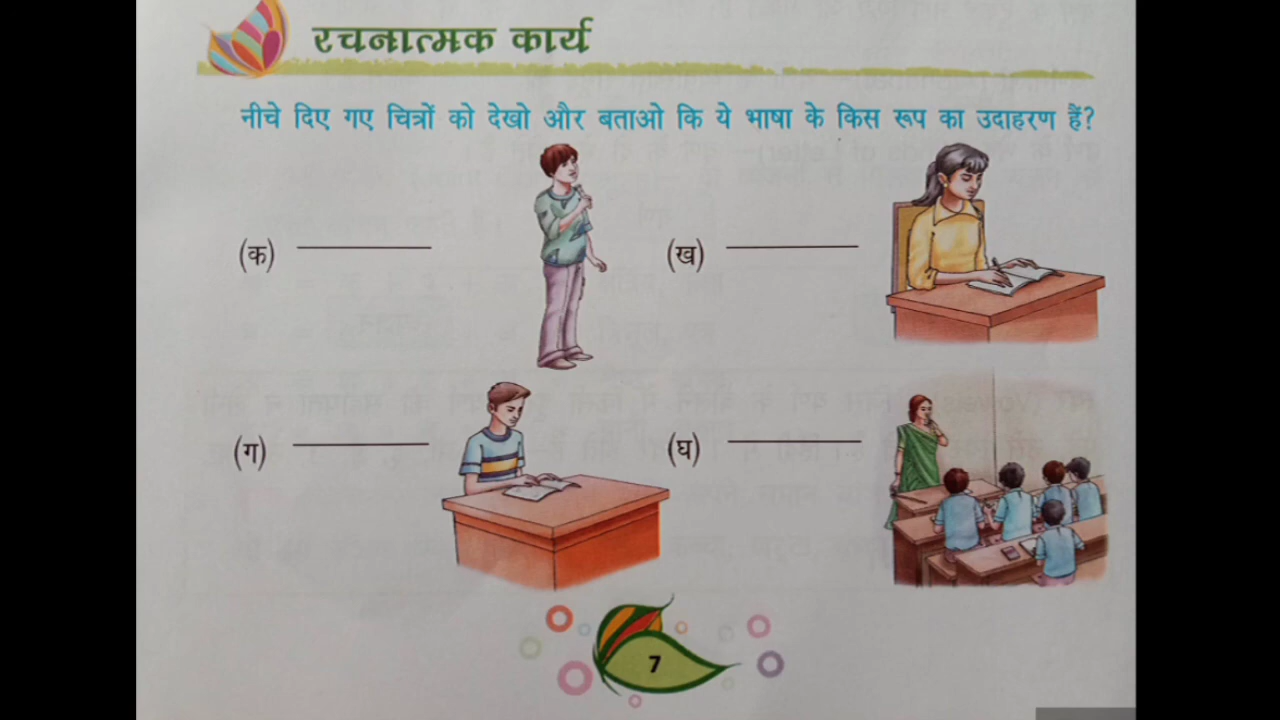 रचनात्मक कार्य
नीचे दिए गए चित्रों को देखो और बताओ कि ये भाषा के किस रूप का उदाहरण हैं?
(क)
(ख)
(ग)
(घ)
7